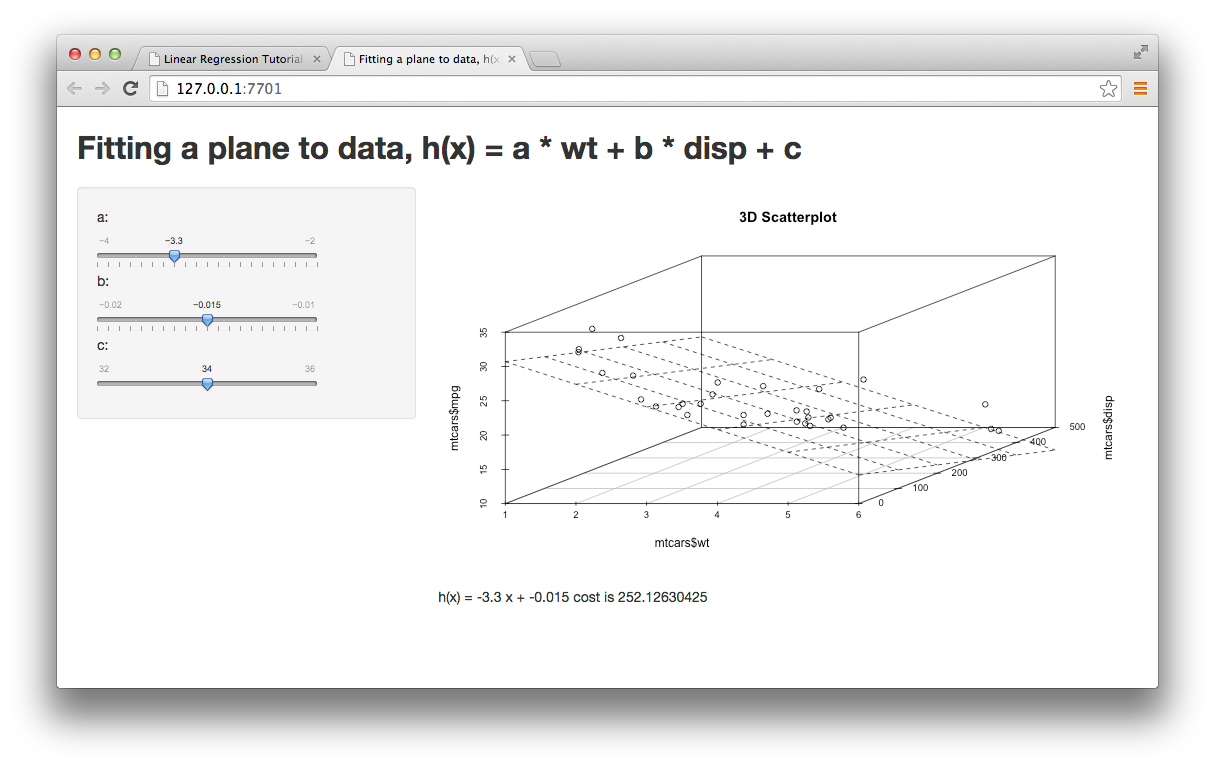 Linear Regression Tutorial
Fitting a plane to data, h(x
127.0.0.1:7701
Fitting a plane to data, h(x) = a * wt + b * disp + c
a:
−4 −3.3 −2
b:
−0.02 −0.015 −0.01
c:
32 34 36
3D Scatterplot
35
30
25
20
15
10
mtcars$mpg
1 2 3 4 5 6
mtcars$wt
0
100
200
300
400
500
mtcars$disp
h(x) = -3.3 x + -0.015 cost is 252.12630425